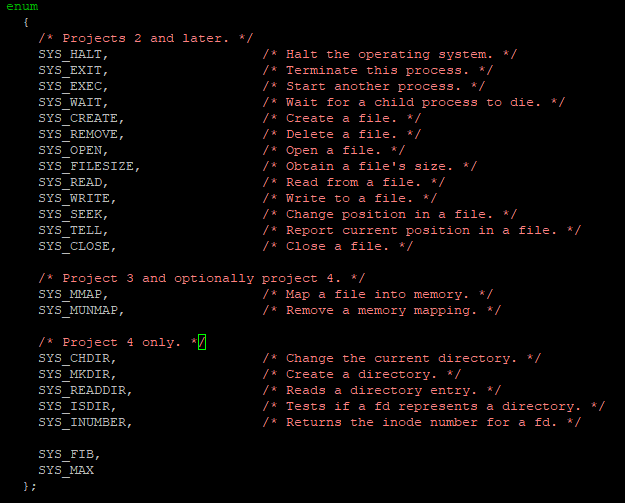 enum
{
/* Projects 2 and later. */
SYS_HALT, /* Halt the operating system. */
SYS_EXIT, /* Terminate this process. */
SYS_EXEC, /* Start another process. */
SYS_WAIT, /* Wait for a child process to die. */
SYS_CREATE, /* Create a file. */
SYS_REMOVE, /* Delete a file. */
SYS_OPEN, /* Open a file. */
SYS_FILESIZE, /* Obtain a file's size. */
SYS_READ, /* Read from a file. */
SYS_WRITE, /* Write to a file. */
SYS_SEEK, /* Change position in a file. */
SYS_TELL, /* Report current position in a file. */
SYS_CLOSE, /* Close a file. */
/* Project 3 and optionally project 4. */
SYS_MMAP, /* Map a file into memory. */
SYS_MUNMAP, /* Remove a memory mapping. */
/* Project 4 only. */
SYS_CHDIR, /* Change the current directory. */
SYS_MKDIR, /* Create a directory. */
SYS_READDIR, /* Reads a directory entry. */
SYS_ISDIR, /* Tests if a fd represents a directory. */
SYS_INUMBER, /* Returns the inode number for a fd. */
SYS_FIB,
SYS_MAX
};